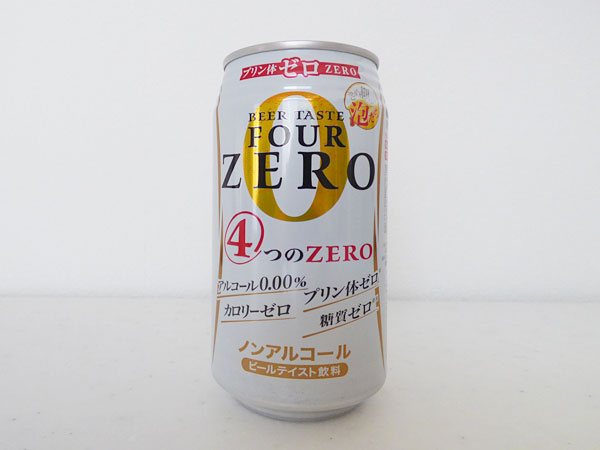 プリン体ゼロ ZERO
泡
BEER TASTE
FOUR
ZERO
0
④つのZERO
アルコール0.00%
プリン体ゼロ
カロリーゼロ
糖質ゼロ
ノンアルコール
ビールテイスト飲料